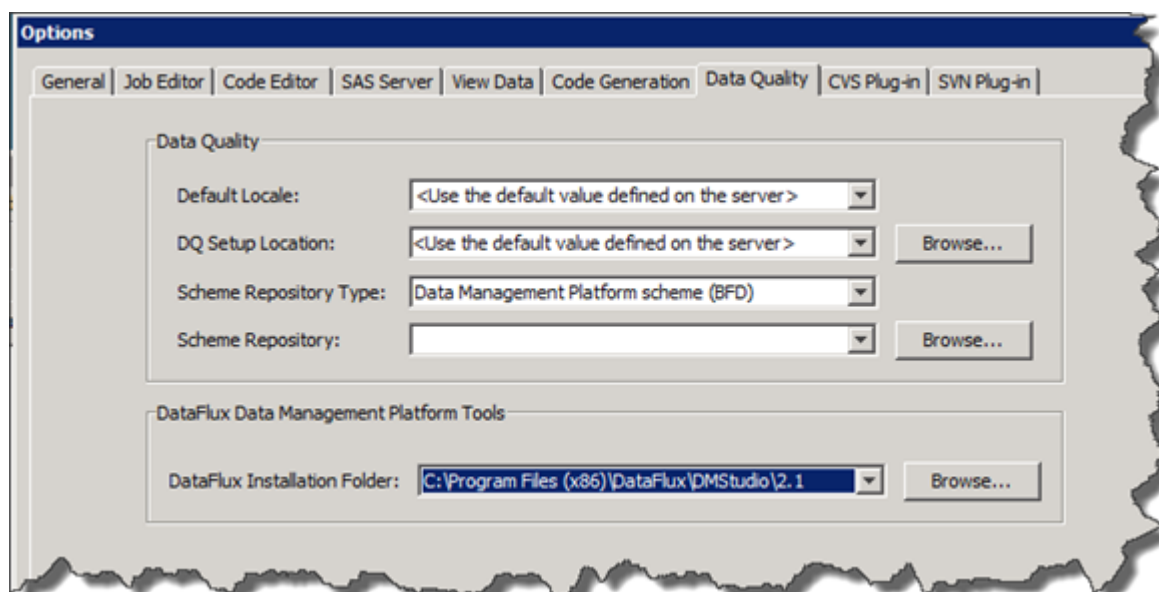 Options
General Job Editor Code Editor SAS Server View Data Code Generation Data Quality CVS Plug-in SVN Plug-in
Data Quality
Default Locale: <Use the default value defined on the server>
DQ Setup Location: <Use the default value defined on the server> Browse...
Scheme Repository Type: Data Management Platform scheme (BFD)
Scheme Repository: Browse...
DataFlux Data Management Platform Tools
DataFlux Installation Folder: C:\Program Files (x86)\DataFlux\DMStudio\2.1 Browse...